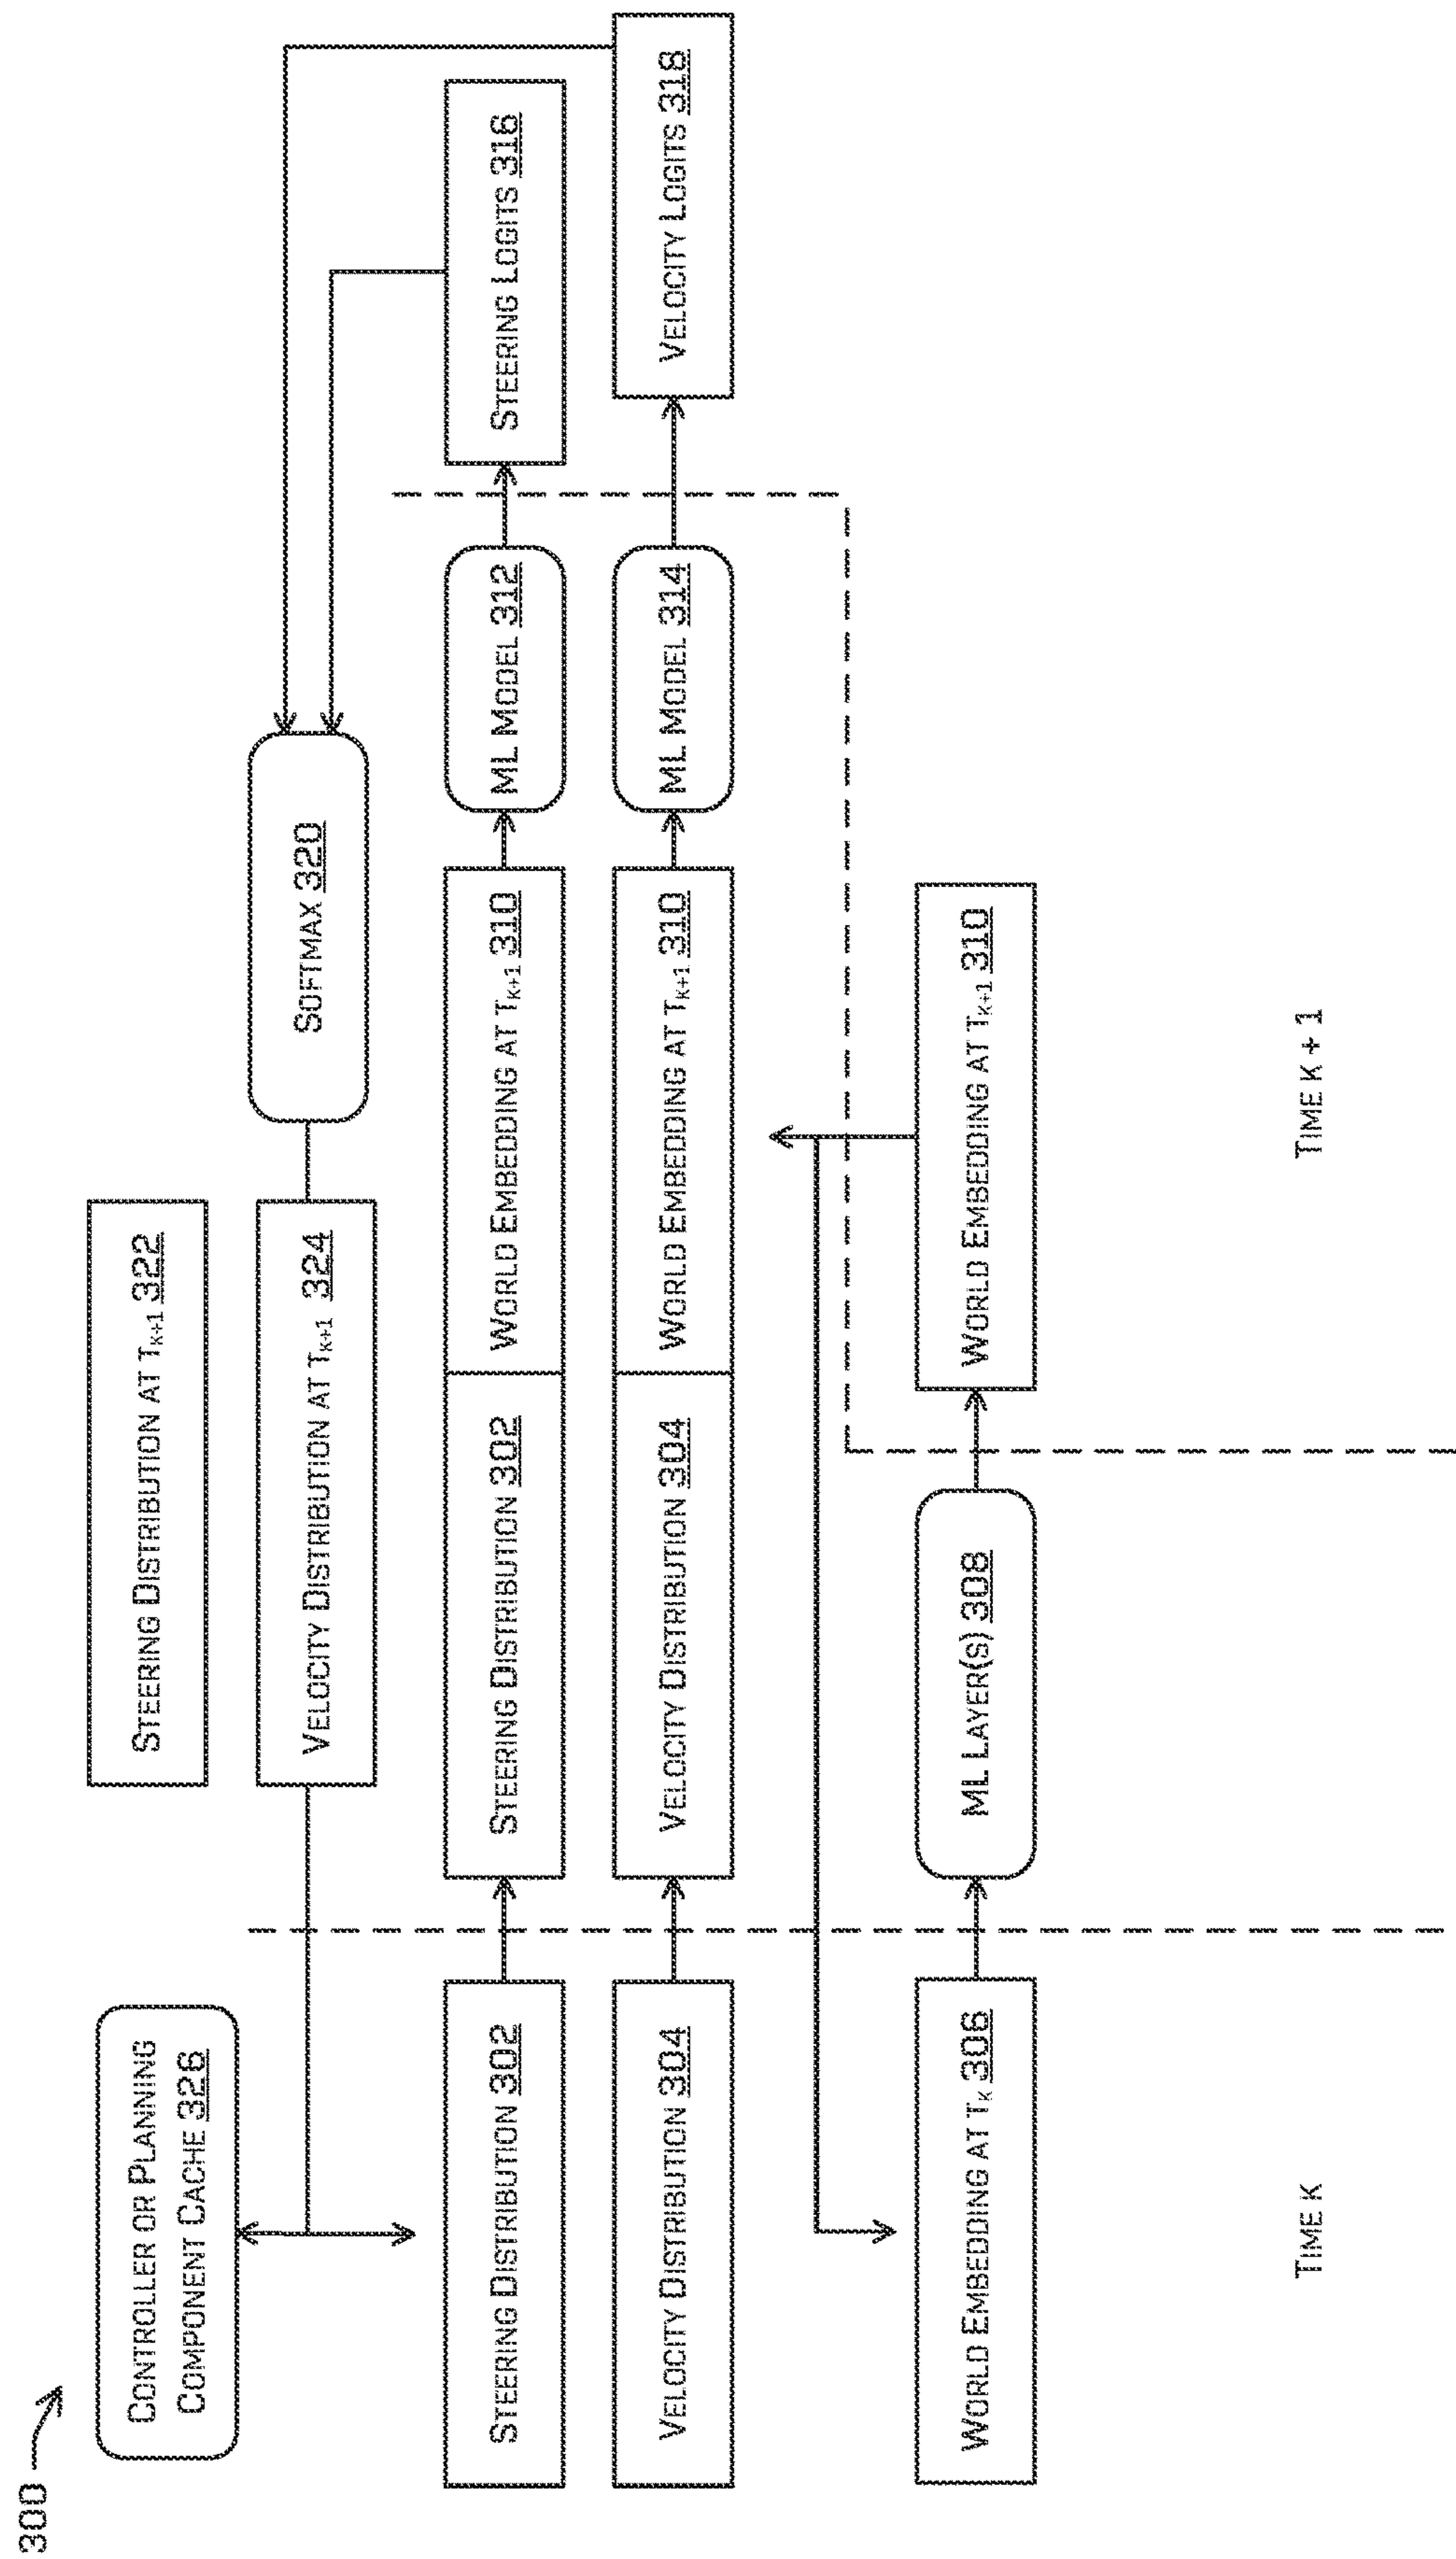 300
CONTROLLER OR PLANNING
COMPONENT CACHE 326
STEERING DISTRIBUTION AT TK+1 322
VELOCITY DISTRIBUTION AT TK+1 324
SOFTMAX 320
STEERING DISTRIBUTION 302
STEERING DISTRIBUTION 302
WORLD EMBEDDING AT TK+1 310
ML MODEL 312
STEERING LOGITS 316
VELOCITY DISTRIBUTION 304
VELOCITY DISTRIBUTION 304
WORLD EMBEDDING AT TK+1 310
ML MODEL 314
VELOCITY LOGITS 318
WORLD EMBEDDING AT TK 306
ML LAYER(S) 308
WORLD EMBEDDING AT TK+1 310
TIME K
TIME K + 1